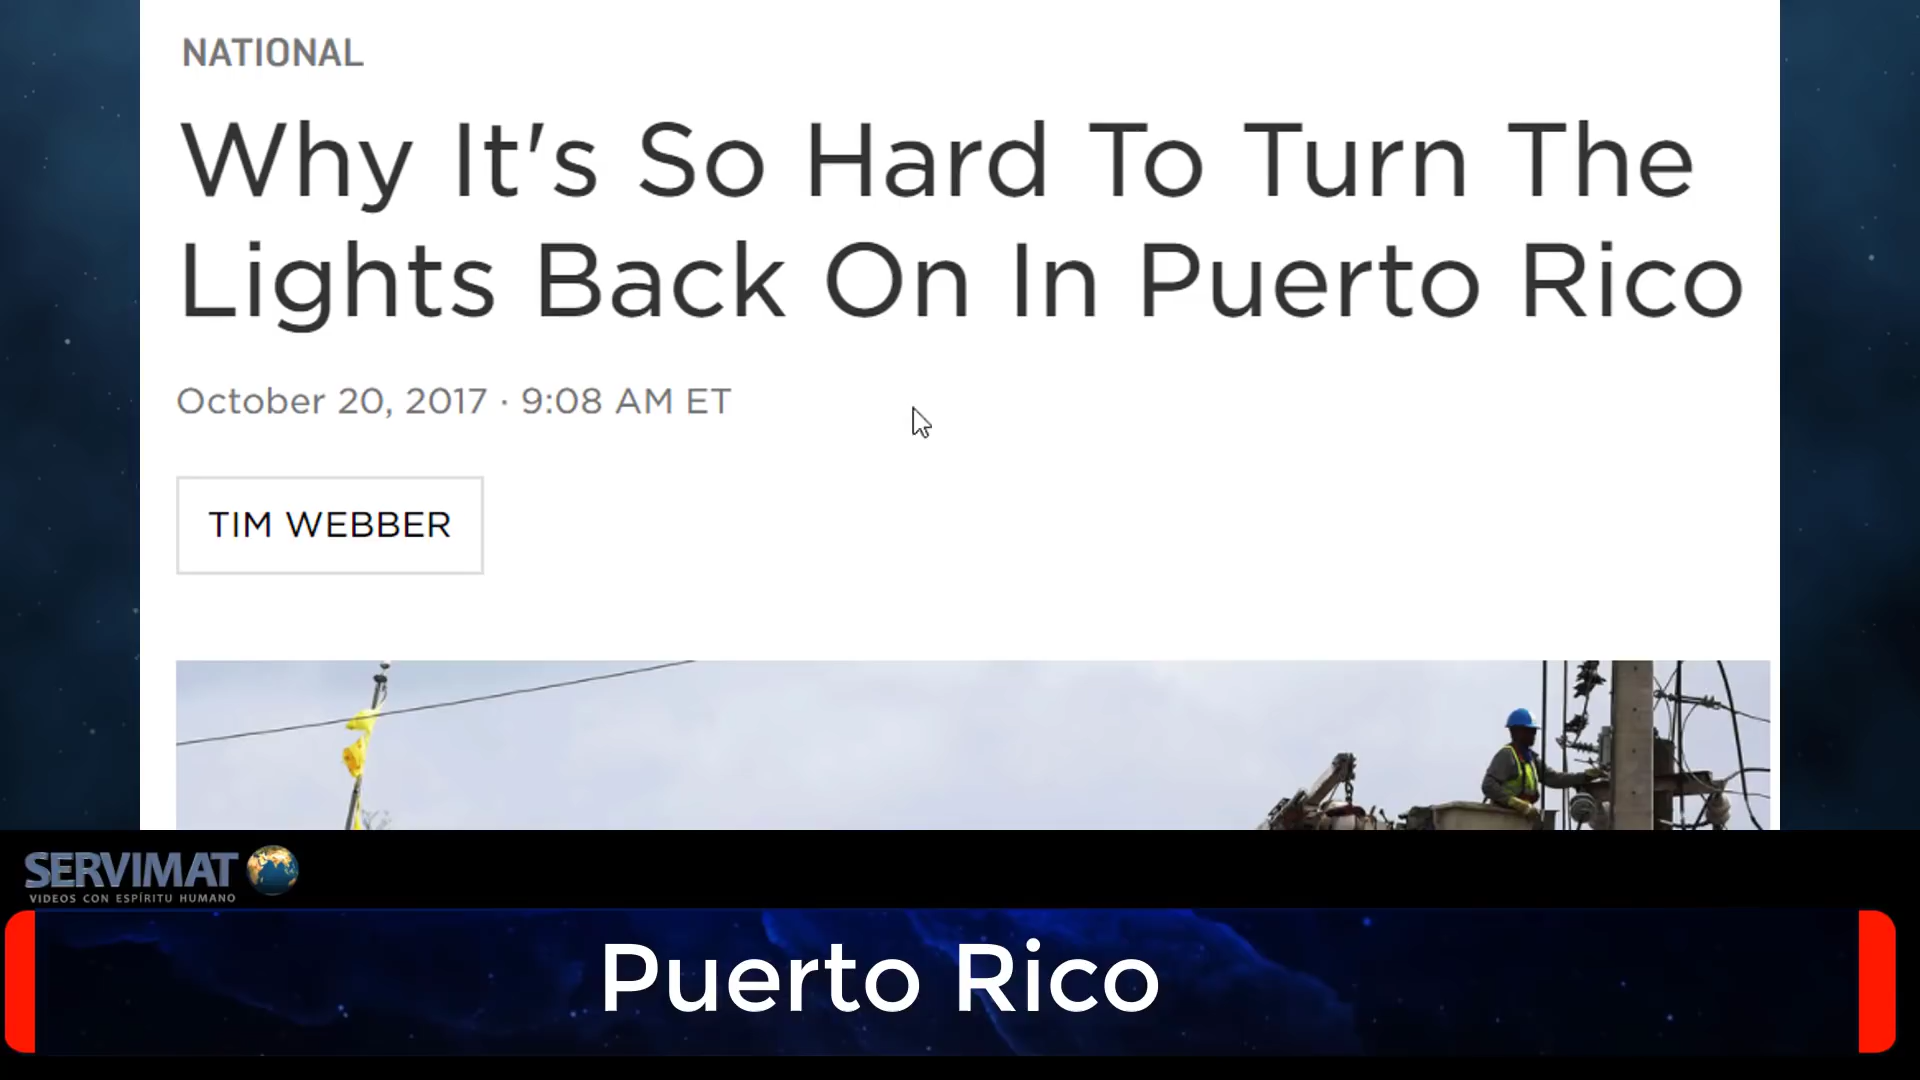 NATIONAL
Why It's So Hard To Turn The
Lights Back On In Puerto Rico
October 20, 2017 · 9:08 AM ET
TIM WEBBER
SERVIMAT
VIDEOS CON ESPÍRITU HUMANO
Puerto Rico